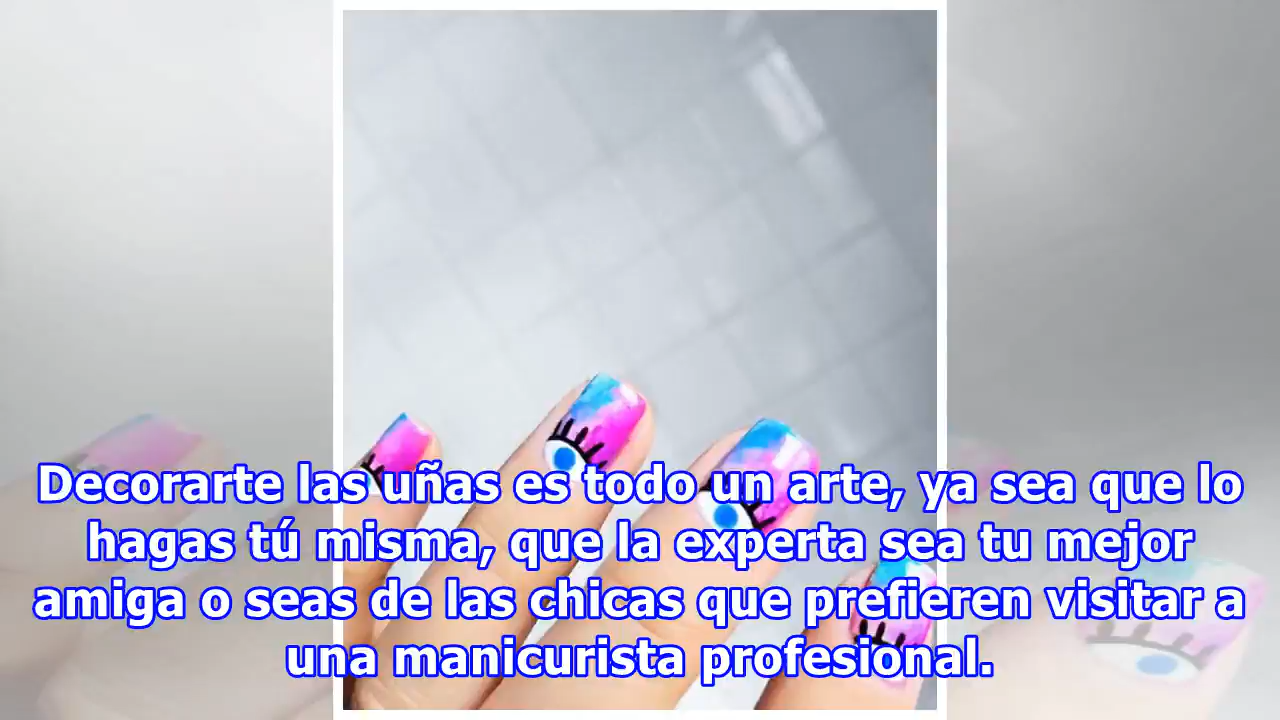 Decorarte las uñas es todo un arte, ya sea que lo
hagas tú misma, que la experta sea tu mejor
amiga o seas de las chicas que prefieren visitar a
una manicurista profesional.